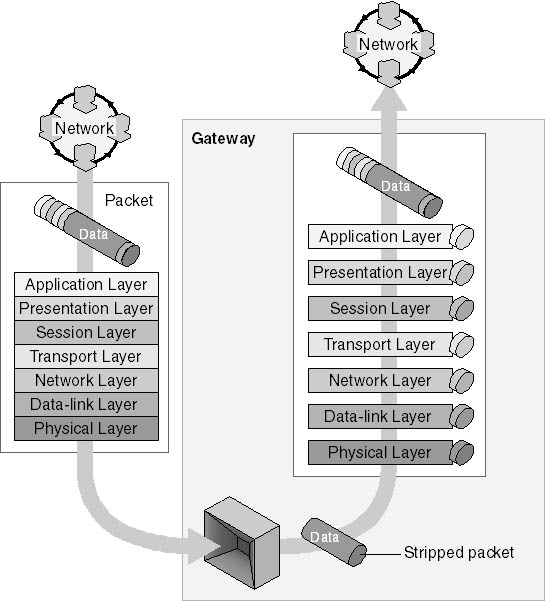 Network
Network
Gateway
Packet
Data
Application Layer
Presentation Layer
Session Layer
Transport Layer
Network Layer
Data-link Layer
Physical Layer
Data
Application Layer
Presentation Layer
Session Layer
Transport Layer
Network Layer
Data-link Layer
Physical Layer
Data
Stripped packet